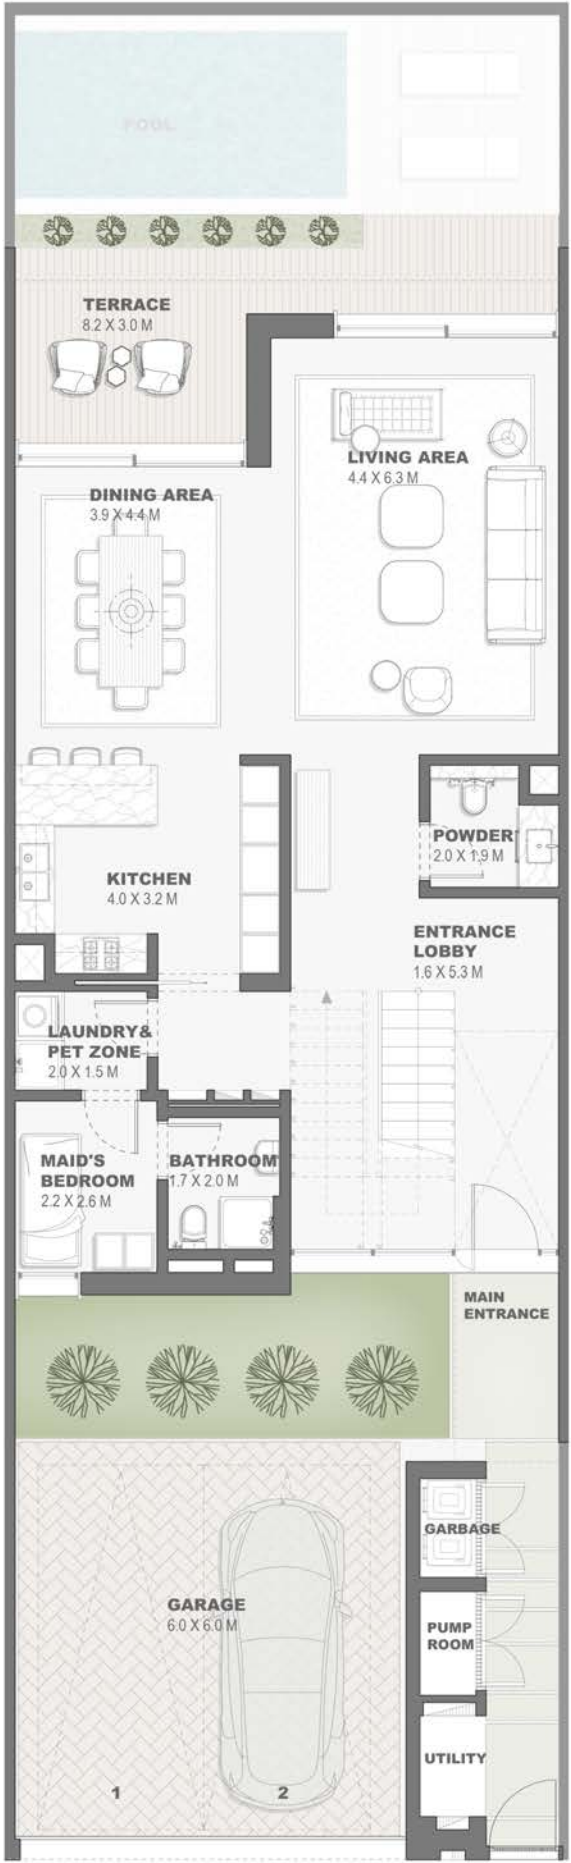 POOL
TERRACE
8.2 X 3.0 M
LIVING AREA
4.4 X 6.3 M
DINING AREA
3.9 X 4.4 M
POWDER
2.0 X 1.9 M
KITCHEN
4.0 X 3.2 M
ENTRANCE
LOBBY
1.6 X 5.3 M
LAUNDRY&
PET ZONE
2.0 X 1.5 M
MAID'S
BEDROOM
2.2 X 2.6 M
BATHROOM
1.7 X 2.0 M
MAIN
ENTRANCE
GARBAGE
GARAGE
6.0 X 6.0 M
PUMP
ROOM
UTILITY
1
2